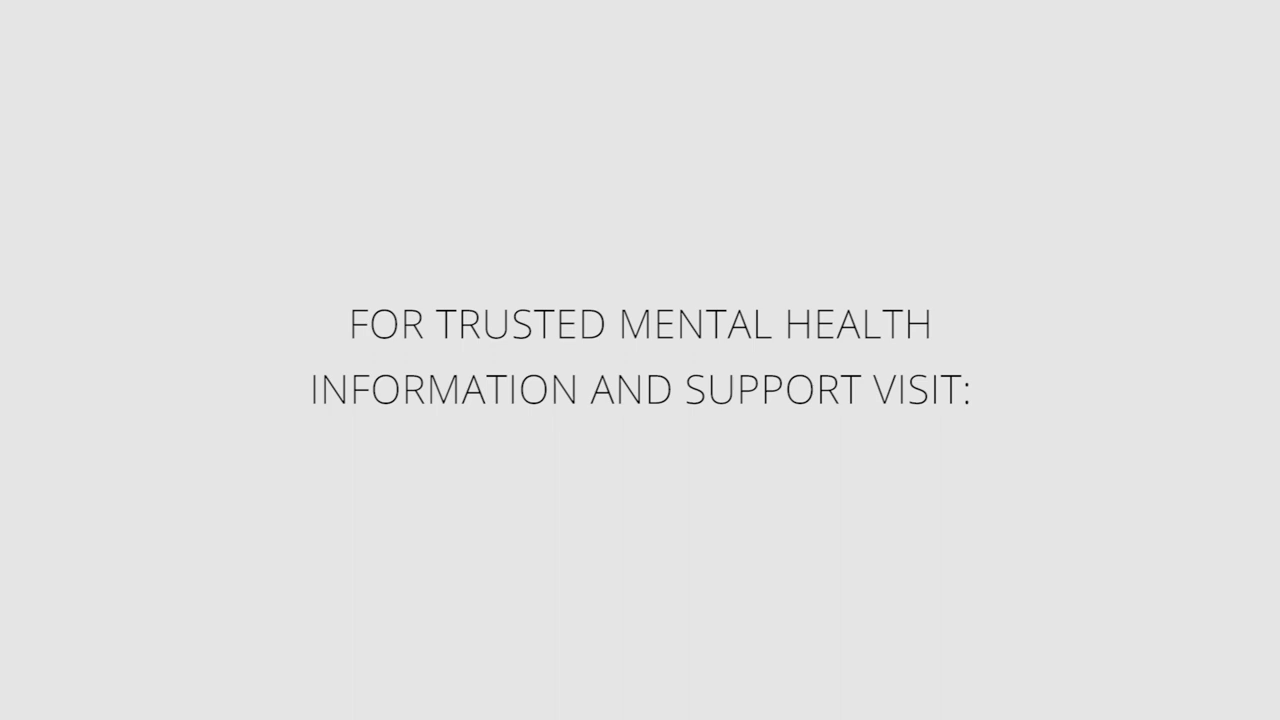 FOR TRUSTED MENTAL HEALTH
INFORMATION AND SUPPORT VISIT: